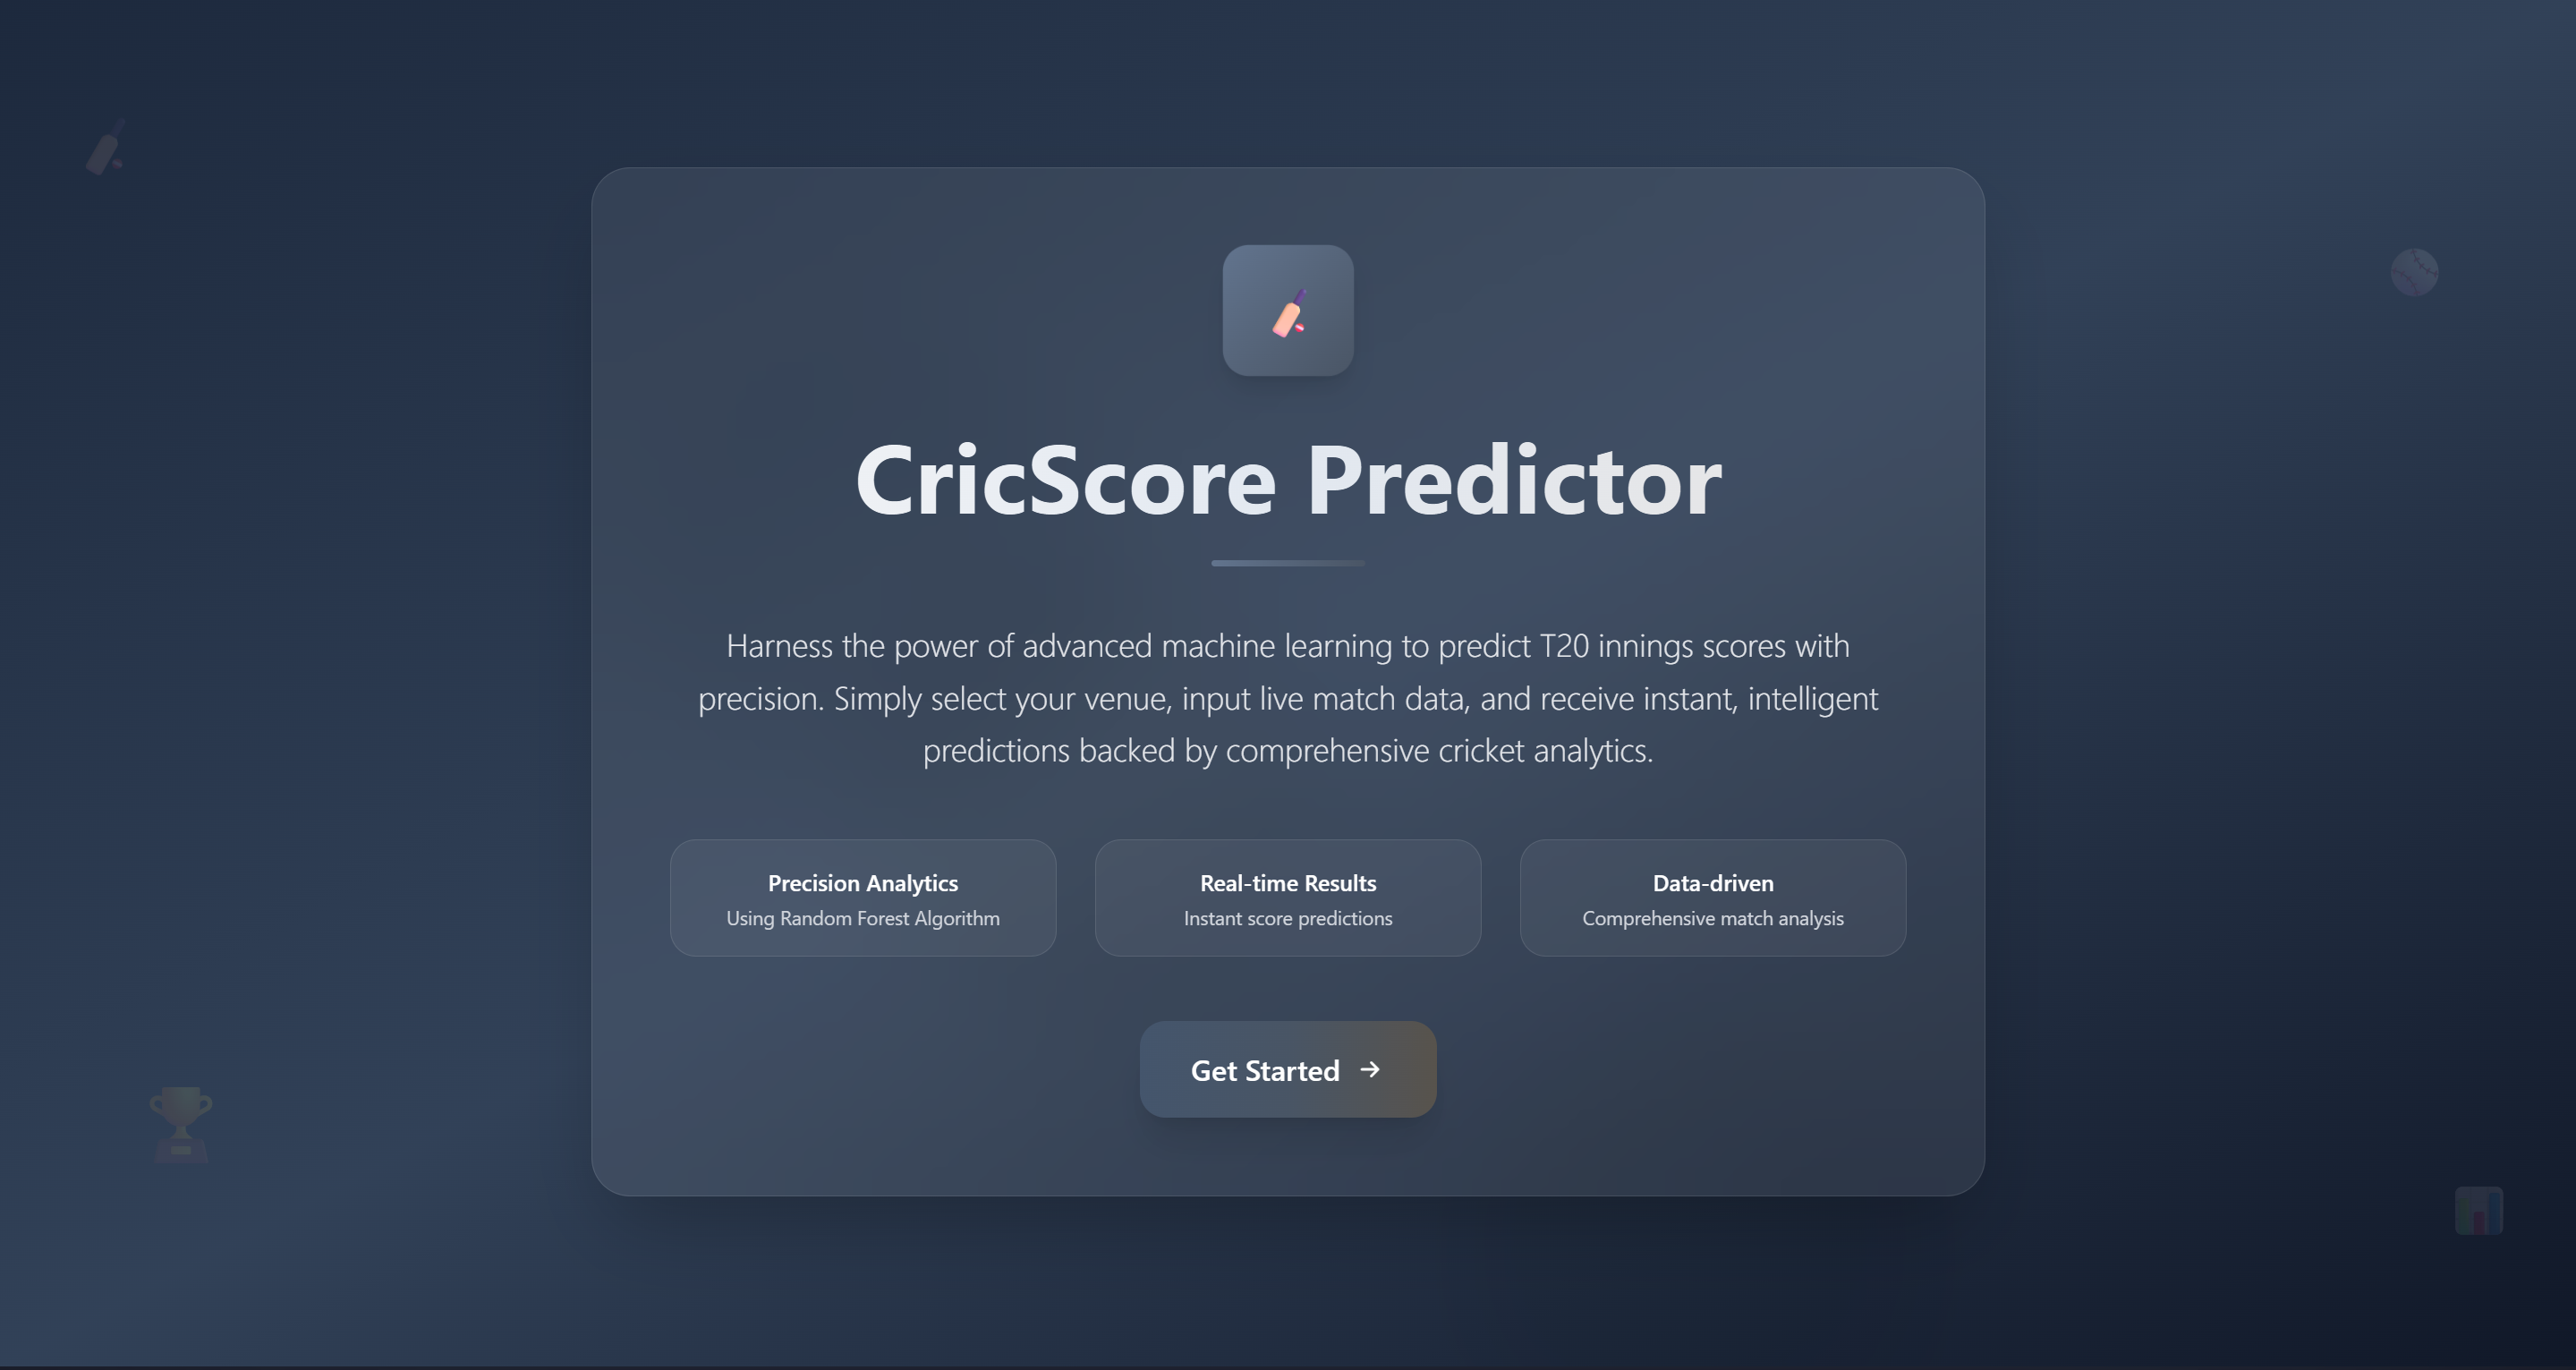 CricScore Predictor
Harness the power of advanced machine learning to predict T20 innings scores with
precision. Simply select your venue, input live match data, and receive instant, intelligent
predictions backed by comprehensive cricket analytics.
Precision Analytics
Using Random Forest Algorithm
Real-time Results
Instant score predictions
Data-driven
Comprehensive match analysis
Get Started →